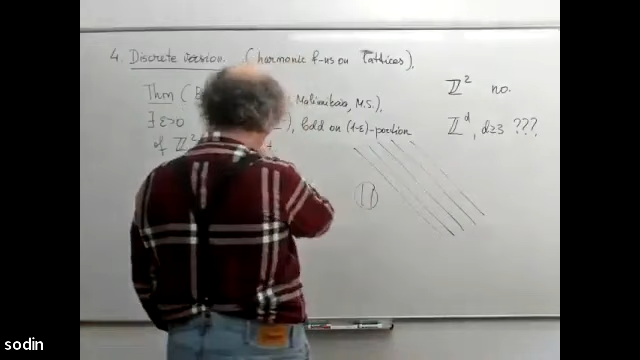 4. Discrete version. (harmonic f-ns on lattices).
Thm ( Malinnikova, M.S.).
∃ ε>0 ), bdd on (1-ε)-portion
of ℤ²
ℤ² no.
ℤᵈ, d≥3 ???
sodin